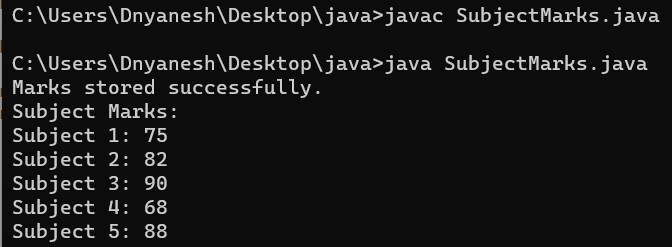 C:\Users\Dnyanesh\Desktop\java>javac SubjectMarks.java
C:\Users\Dnyanesh\Desktop\java>java SubjectMarks.java
Marks stored successfully.
Subject Marks:
Subject 1: 75
Subject 2: 82
Subject 3: 90
Subject 4: 68
Subject 5: 88